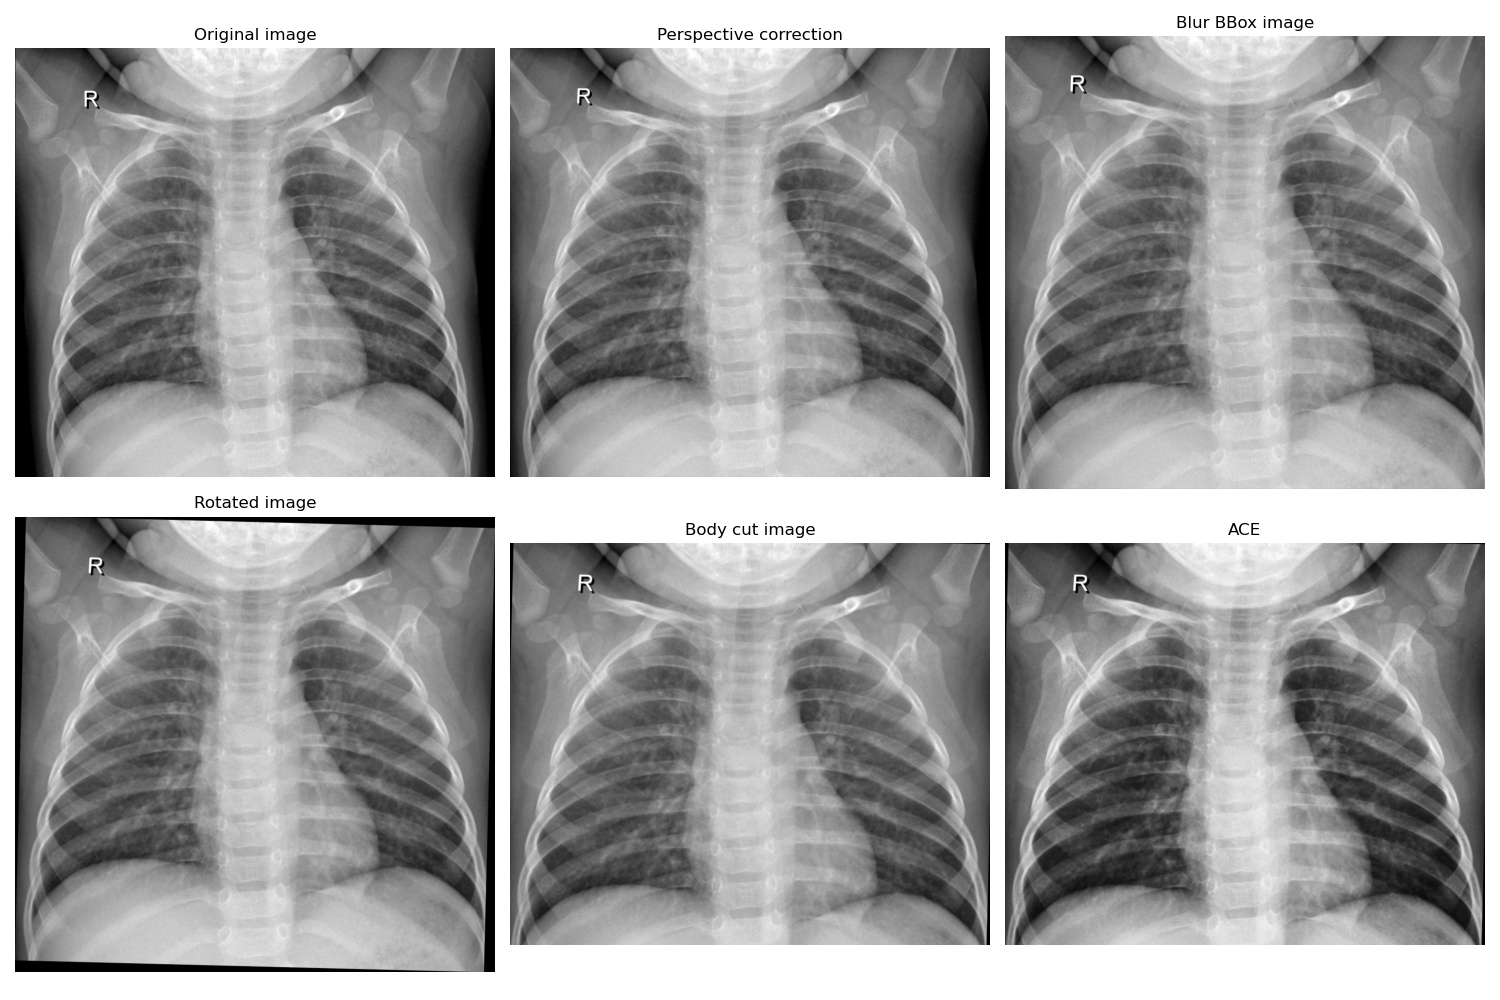 Original image
Perspective correction
Blur BBox image
R
R
R
Rotated image
Body cut image
ACE
R
R
R